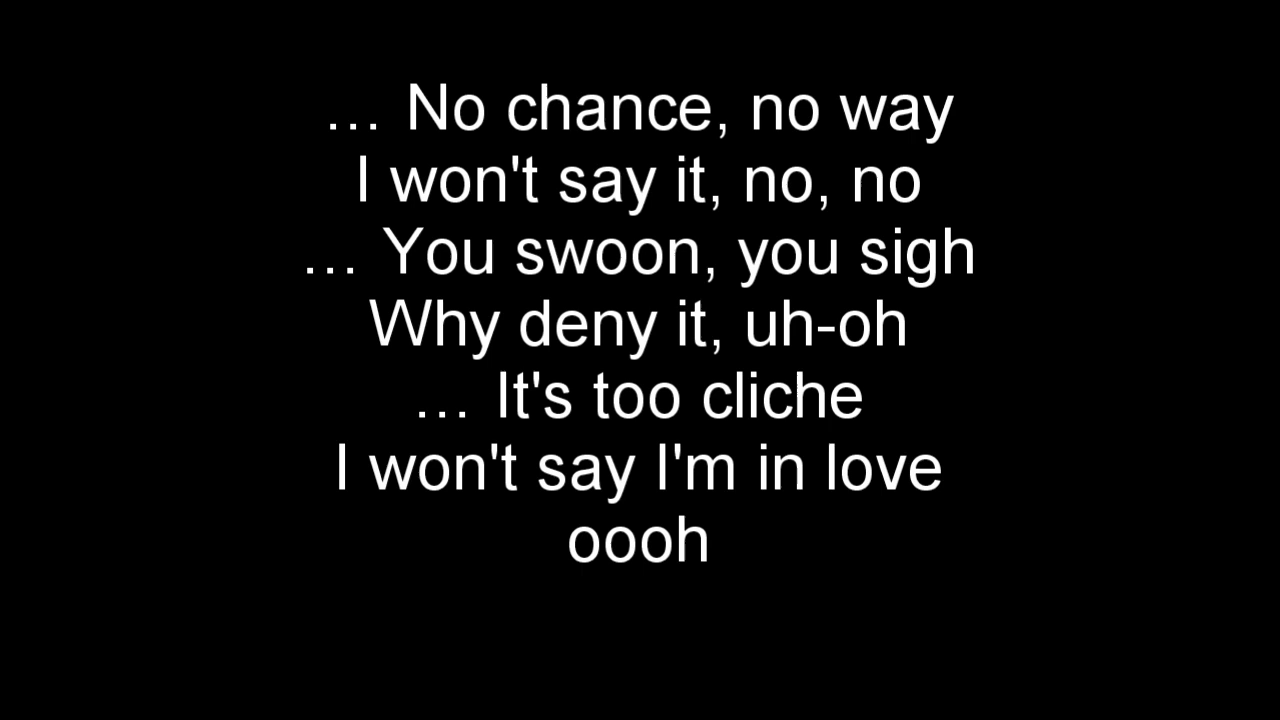 … No chance, no way
I won't say it, no, no
… You swoon, you sigh
Why deny it, uh-oh
… It's too cliche
I won't say I'm in love
oooh